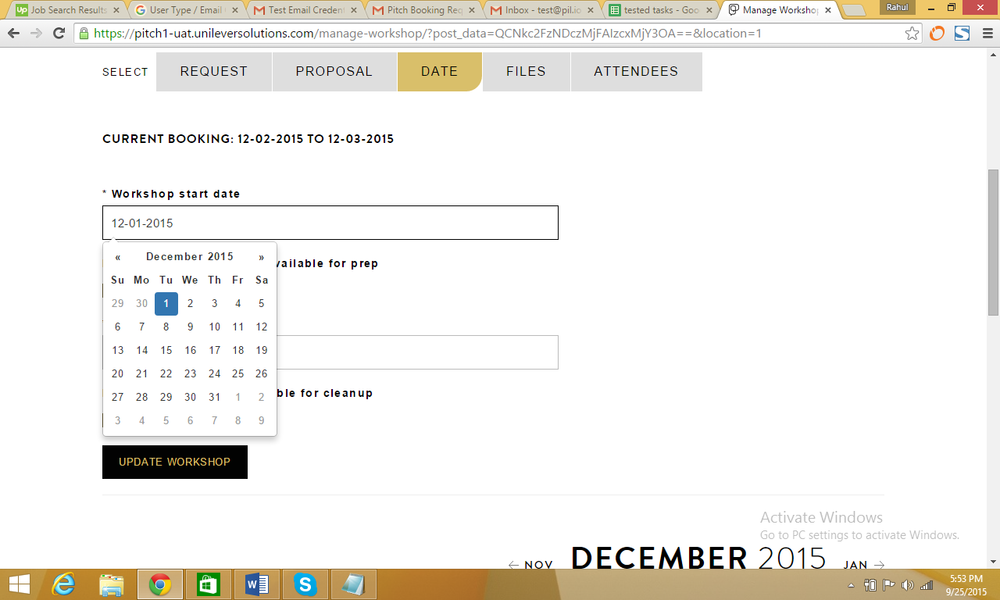 Job Search Results
User Type / Email
Test Email Creden
Pitch Booking Req
Inbox - test@pil.io
tested tasks - Goo
Manage Workshop
Rahul
https://pitch1-uat.unileversolutions.com/manage-workshop/?prst_data=QCNkc2FzNDczMjFAIzcxMjY3OA==&location=1
SELECT REQUEST PROPOSAL DATE FILES ATTENDEES
CURRENT BOOKING: 12-02-2015 TO 12-03-2015
* Workshop start date
12-01-2015
« December 2015 »
vailable for prep
Su Mo Tu We Th Fr Sa
29 30 1 2 3 4 5
6 7 8 9 10 11 12
13 14 15 16 17 18 19
20 21 22 23 24 25 26
27 28 29 30 31 1 2
ble for cleanup
3 4 5 6 7 8 9
UPDATE WORKSHOP
Activate Windows
Go to PC settings to activate Windows.
← NOV DECEMBER 2015 JAN →
5:53 PM
9/25/2015